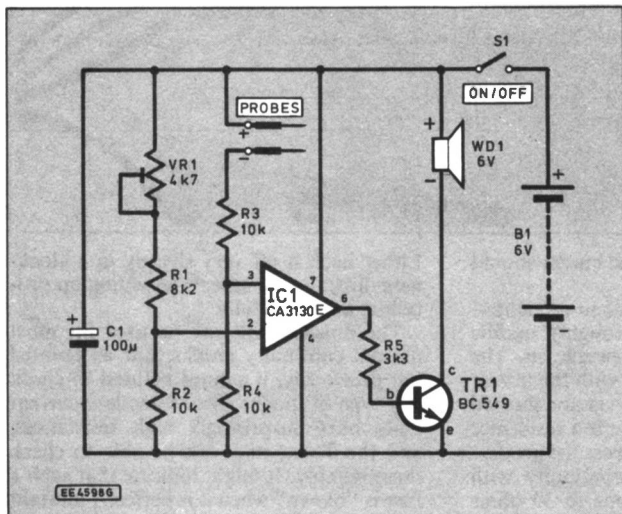 S1
ON/OFF
PROBES
+
−
VR1
4k7
+
WD1
6V
−
+
B1
6V
−
R3
10k
R1
8k2
3
7
IC1
CA3130E
6
2
4
+
C1
100µ
R2
10k
R4
10k
R5
3k3
c
b
TR1
BC549
e
EE4598G